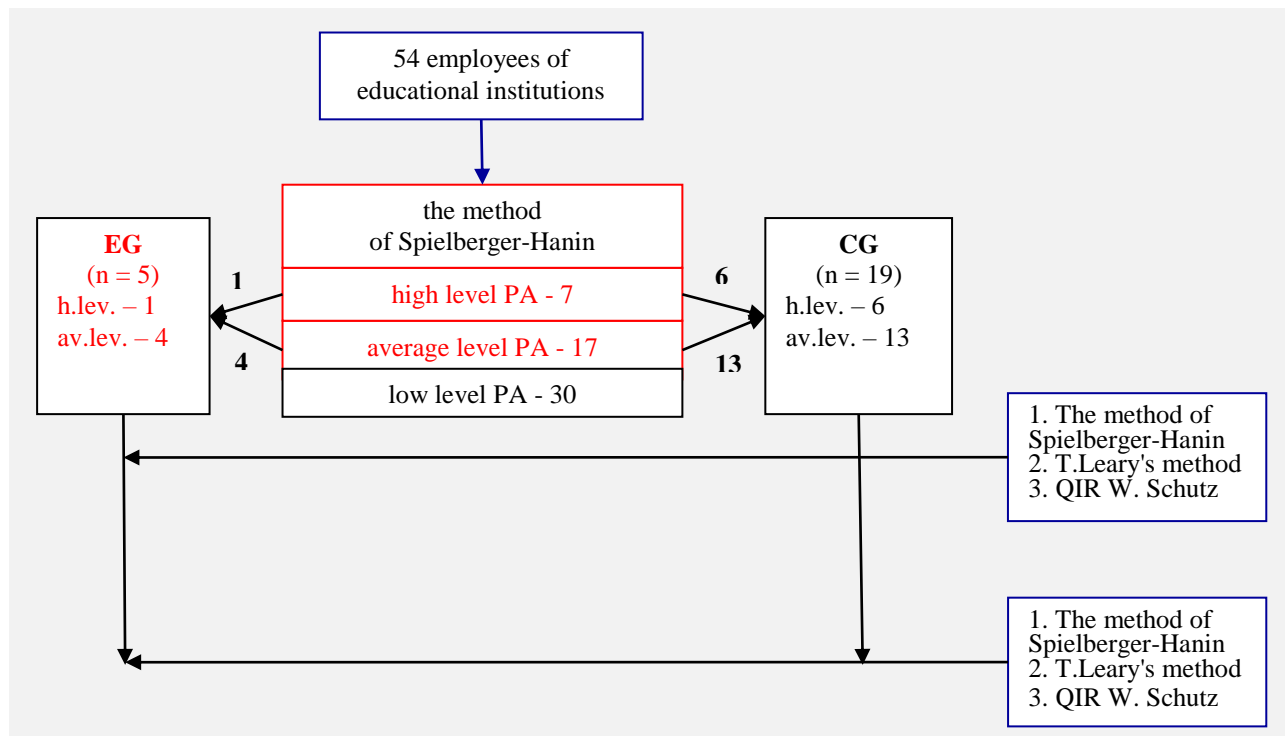 54 employees of
educational institutions
the method
of Spielberger-Hanin
high level PA - 7
average level PA - 17
low level PA - 30
EG
(n = 5)
h.lev. – 1
av.lev. – 4
1
4
6
13
CG
(n = 19)
h.lev. – 6
av.lev. – 13
1. The method of
Spielberger-Hanin
2. T.Leary's method
3. QIR W. Schutz
1. The method of
Spielberger-Hanin
2. T.Leary's method
3. QIR W. Schutz